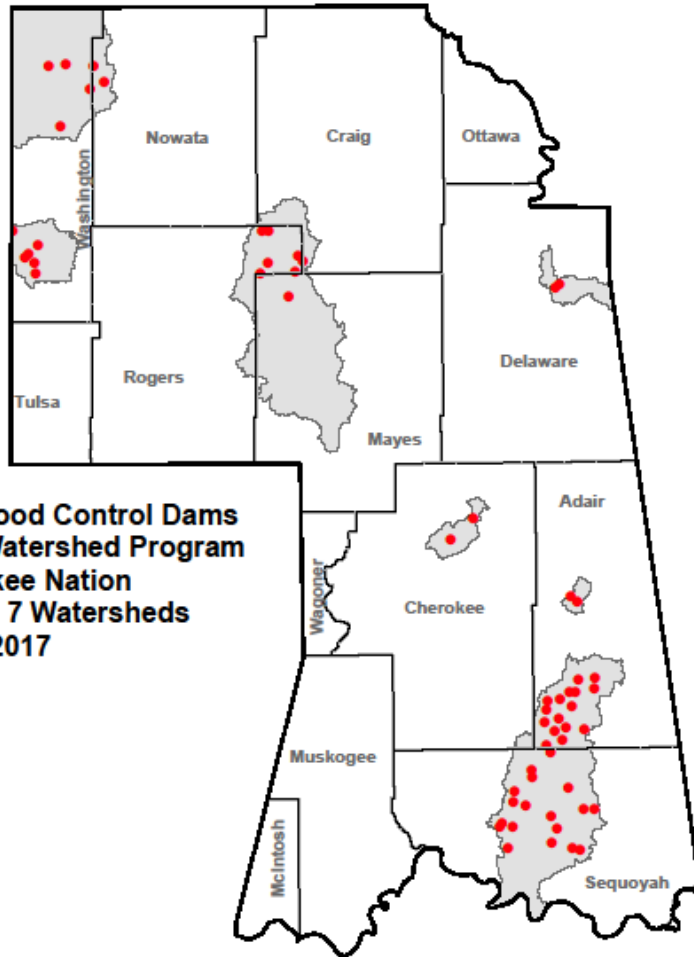 Nowata
Craig
Ottawa
Washington
Delaware
Rogers
Tulsa
Mayes
Adair
ood Control Dams
Watershed Program
kee Nation
7 Watersheds
2017
Wagoner
Cherokee
Muskogee
McIntosh
Sequoyah